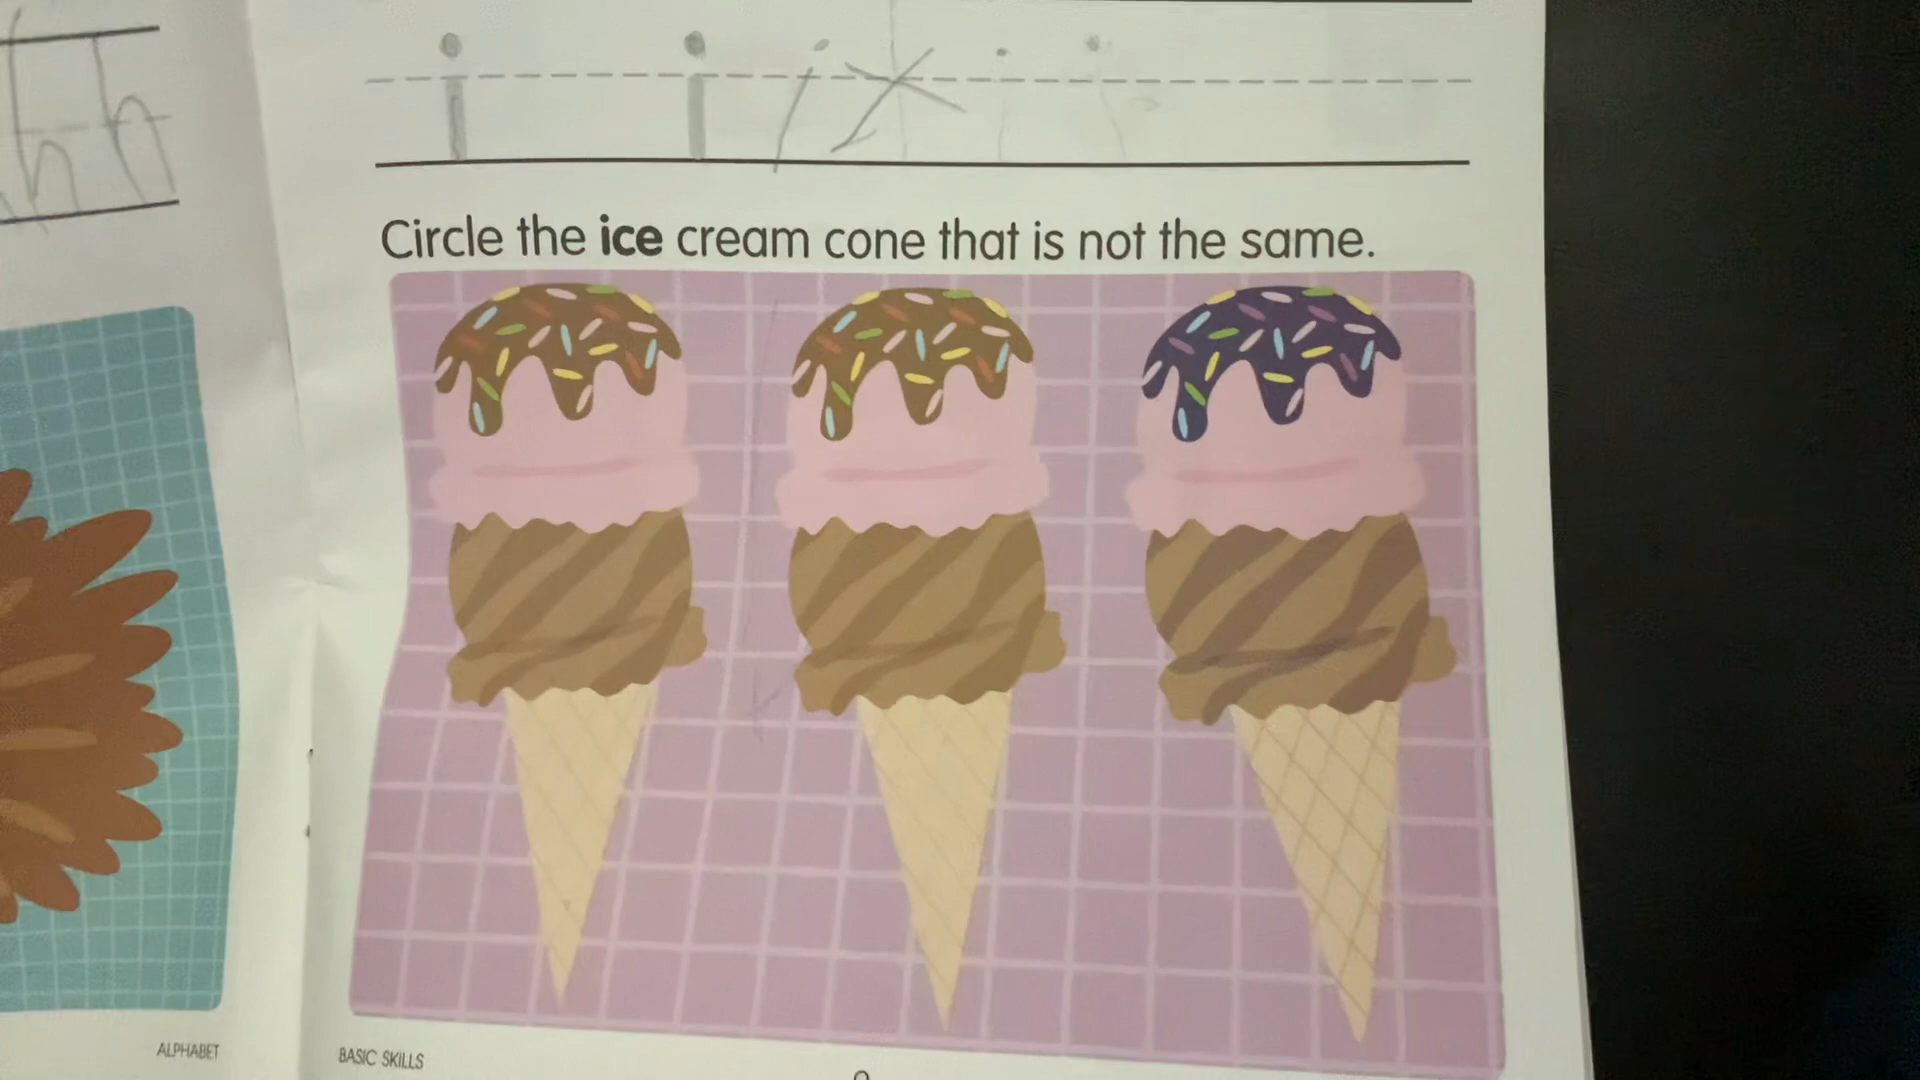 h h
i i i x i i
Circle the ice cream cone that is not the same.
ALPHABET
BASIC SKILLS